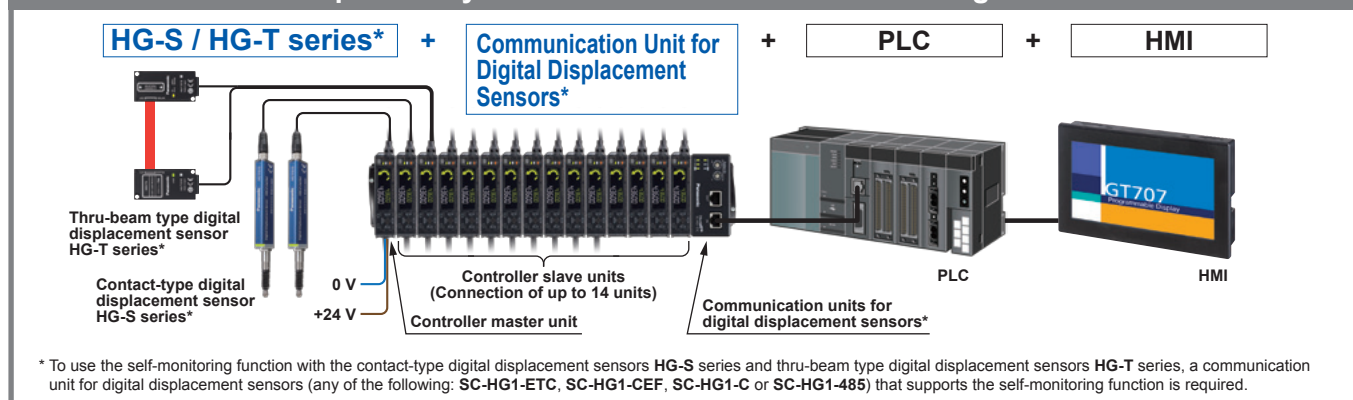 HG-S / HG-T series*
+
Communication Unit for
Digital Displacement
Sensors*
+
PLC
+
HMI
Thru-beam type digital
displacement sensor
HG-T series*
Contact-type digital
displacement sensor
HG-S series*
0 V
+24 V
Controller slave units
(Connection of up to 14 units)
Controller master unit
Communication units for
digital displacement sensors*
Panasonic
PLC
GT707
Programmable Display
HMI
* To use the self-monitoring function with the contact-type digital displacement sensors HG-S series and thru-beam type digital displacement sensors HG-T series, a communication
unit for digital displacement sensors (any of the following: SC-HG1-ETC, SC-HG1-CEF, SC-HG1-C or SC-HG1-485) that supports the self-monitoring function is required.